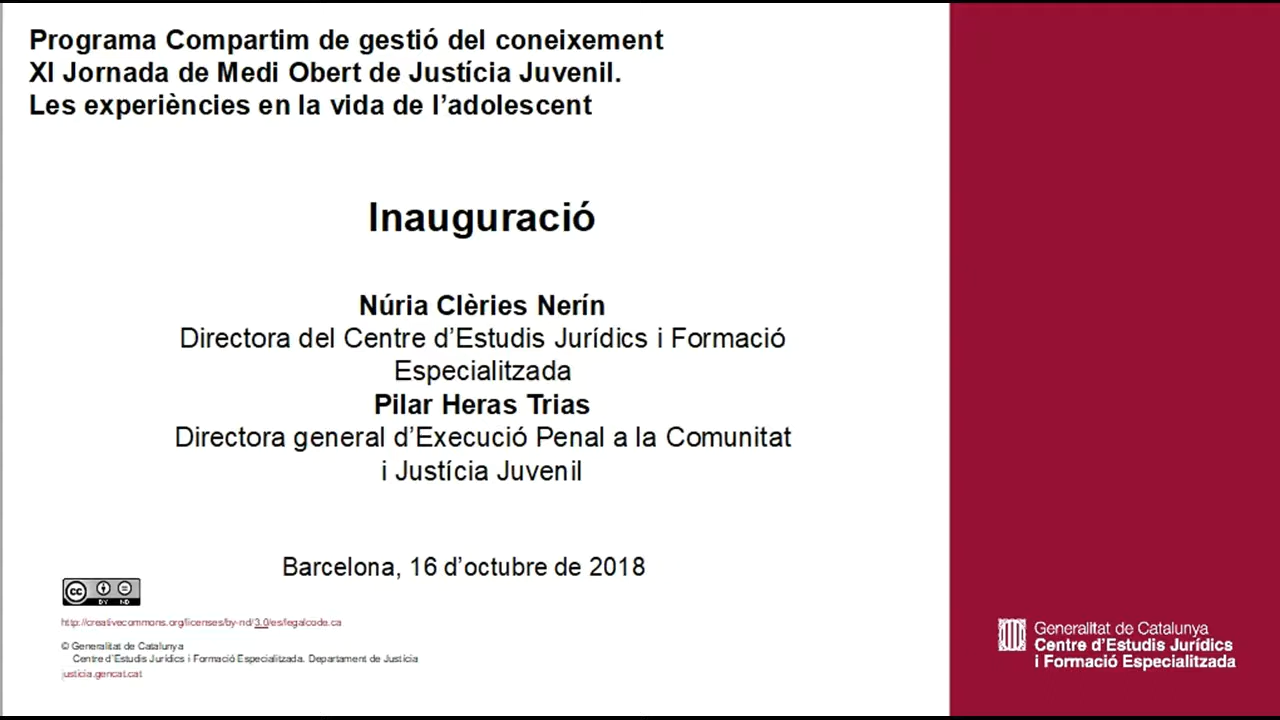 Programa Compartim de gestió del coneixement
XI Jornada de Medi Obert de Justícia Juvenil.
Les experiències en la vida de l’adolescent
Inauguració
Núria Clèries Nerín
Directora del Centre d’Estudis Jurídics i Formació
Especialitzada
Pilar Heras Trias
Directora general d’Execució Penal a la Comunitat
i Justícia Juvenil
Barcelona, 16 d’octubre de 2018
cc
BY ND
http://creativecommons.org/licenses/by-nd/3.0/es/legalcode.ca
© Generalitat de Catalunya
Centre d’Estudis Jurídics i Formació Especialitzada. Departament de Justícia
justicia.gencat.cat
Generalitat de Catalunya
Centre d’Estudis Jurídics
i Formació Especialitzada